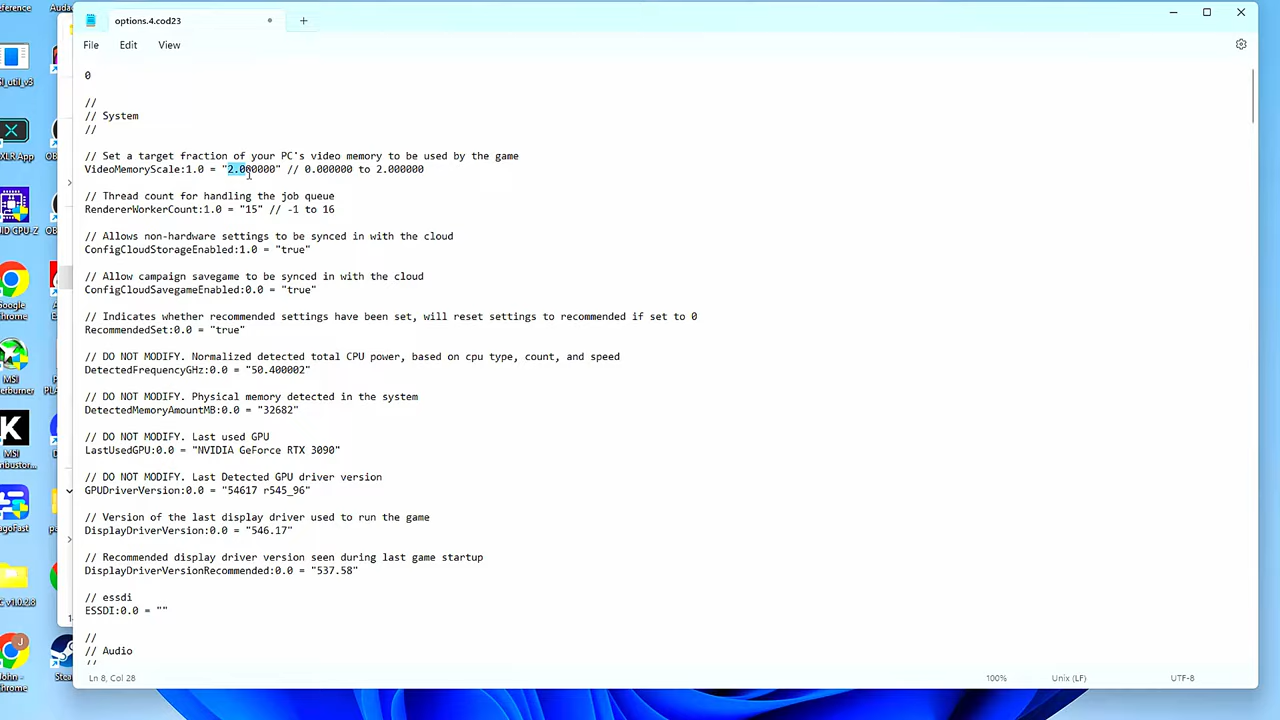 options.4.cod23
File Edit View
0
//
// System
//
// Set a target fraction of your PC's video memory to be used by the game
VideoMemoryScale:1.0 = "2.000000" // 0.000000 to 2.000000
// Thread count for handling the job queue
RendererWorkerCount:1.0 = "15" // -1 to 16
// Allows non-hardware settings to be synced in with the cloud
ConfigCloudStorageEnabled:1.0 = "true"
// Allow campaign savegame to be synced in with the cloud
ConfigCloudSavegameEnabled:0.0 = "true"
// Indicates whether recommended settings have been set, will reset settings to recommended if set to 0
RecommendedSet:0.0 = "true"
// DO NOT MODIFY. Normalized detected total CPU power, based on cpu type, count, and speed
DetectedFrequencyGHz:0.0 = "50.400002"
// DO NOT MODIFY. Physical memory detected in the system
DetectedMemoryAmountMB:0.0 = "32682"
// DO NOT MODIFY. Last used GPU
LastUsedGPU:0.0 = "NVIDIA GeForce RTX 3090"
// DO NOT MODIFY. Last Detected GPU driver version
GPUDriverVersion:0.0 = "54617 r545_96"
// Version of the last display driver used to run the game
DisplayDriverVersion:0.0 = "546.17"
// Recommended display driver version seen during last game startup
DisplayDriverVersionRecommended:0.0 = "537.58"
// essdi
ESSDI:0.0 = ""
//
// Audio
//
Ln 8, Col 28
100%
Unix (LF)
UTF-8
Google
Chrome
MSI
MSI
John -
Chrome